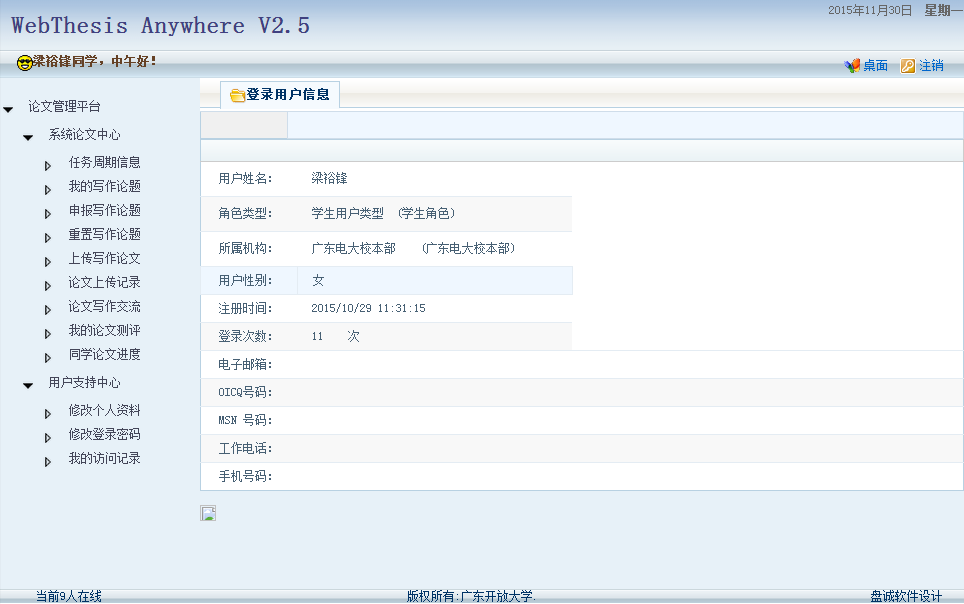 2015年11月30日 星期一
WebThesis Anywhere V2.5
梁裕锋同学，中午好！
桌面 注销
论文管理平台
系统论文中心
任务周期信息
我的写作论题
申报写作论题
重置写作论题
上传写作论文
论文上传记录
论文写作交流
我的论文测评
同学论文进度
用户支持中心
修改个人资料
修改登录密码
我的访问记录
登录用户信息
用户姓名： 梁裕锋
角色类型： 学生用户类型 （学生角色）
所属机构： 广东电大校本部 （广东电大校本部）
用户性别： 女
注册时间： 2015/10/29 11:31:15
登录次数： 11 次
电子邮箱：
OICQ号码：
MSN 号码：
工作电话：
手机号码：
当前9人在线 版权所有:广东开放大学. 盘诚软件设计